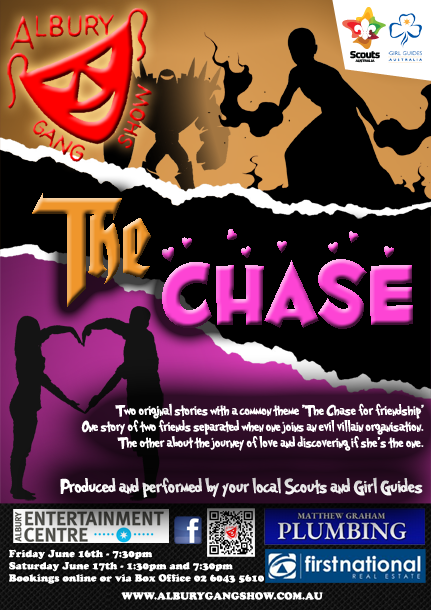 ALBURY
GANG
SHOW
Scouts
AUSTRALIA
GIRL GUIDES
AUSTRALIA
The
CHASE
Two original stories with a common theme "The Chase for friendship"
One story of two friends separated when one joins an evil villain organisation.
The other about the journey of love and discovering if she's the one.
Produced and performed by your local Scouts and Girl Guides
ALBURY
ENTERTAINMENT
CENTRE
f
MATTHEW GRAHAM
PLUMBING
firstnational
REAL ESTATE
Friday June 16th - 7:30pm
Saturday June 17th - 1:30pm and 7:30pm
Bookings online or via Box Office 02 6043 5610
WWW.ALBURYGANGSHOW.COM.AU